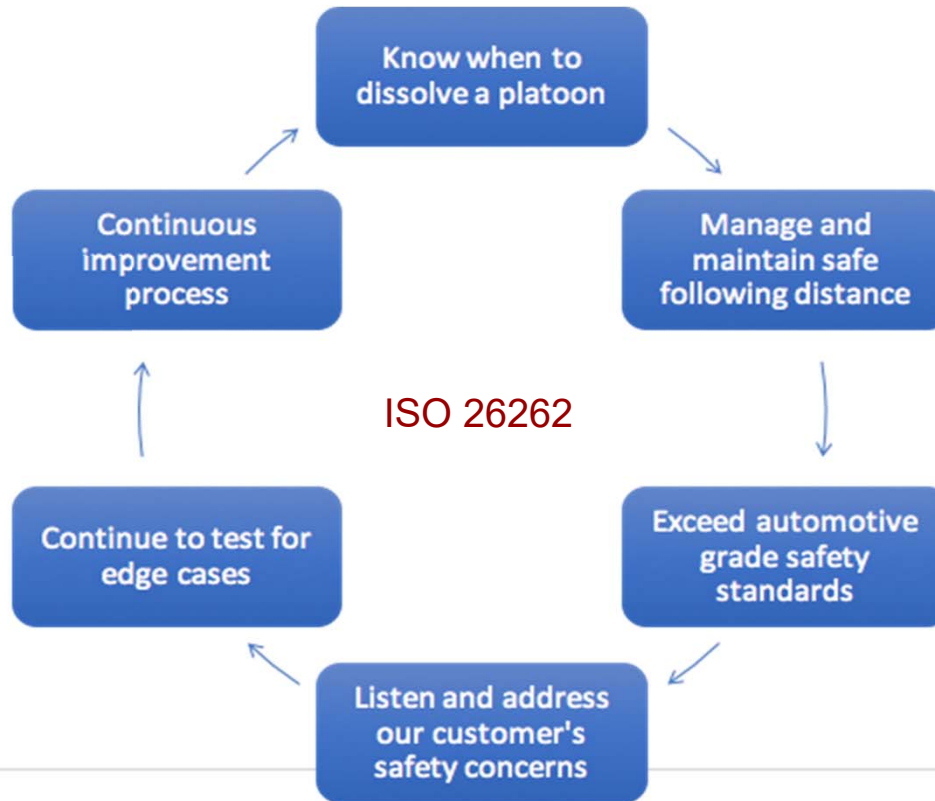 Know when to
dissolve a platoon
Manage and
maintain safe
following distance
Exceed automotive
grade safety
standards
Listen and address
our customer's
safety concerns
Continue to test for
edge cases
Continuous
improvement
process
ISO 26262